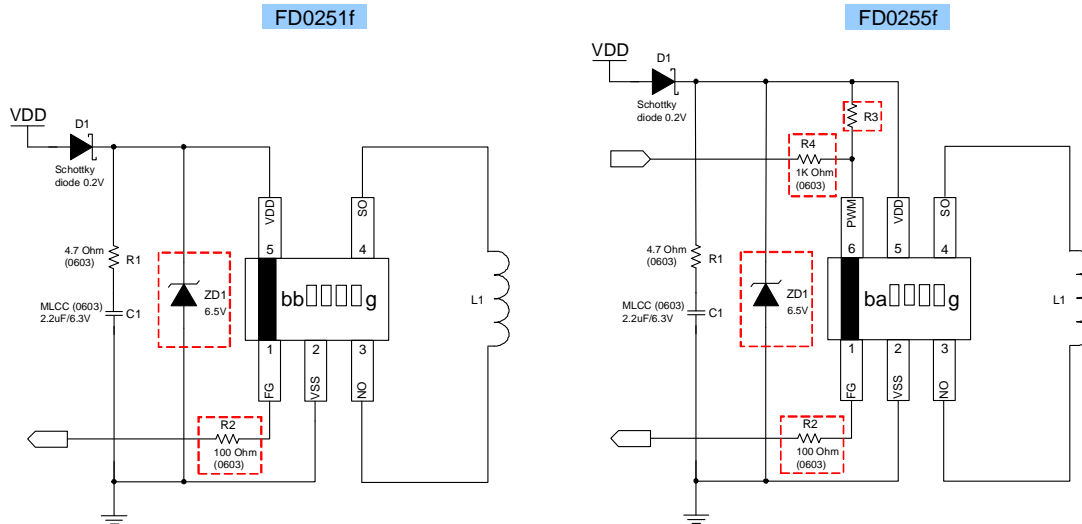 FD0251f
VDD
D1
Schottky
diode 0.2V
4.7 Ohm
(0603)
R1
MLCC (0603)
2.2uF/6.3V
C1
ZD1
6.5V
VDD
SO
5
4
bb□□□□g
1
2
3
FG
VSS
NO
R2
100 Ohm
(0603)
L1
FD0255f
VDD
D1
Schottky
diode 0.2V
R3
R4
1K Ohm
(0603)
4.7 Ohm
(0603)
R1
MLCC (0603)
2.2uF/6.3V
C1
ZD1
6.5V
PWM
VDD
SO
6
5
4
ba□□□□g
1
2
3
FG
VSS
NO
R2
100 Ohm
(0603)
L1